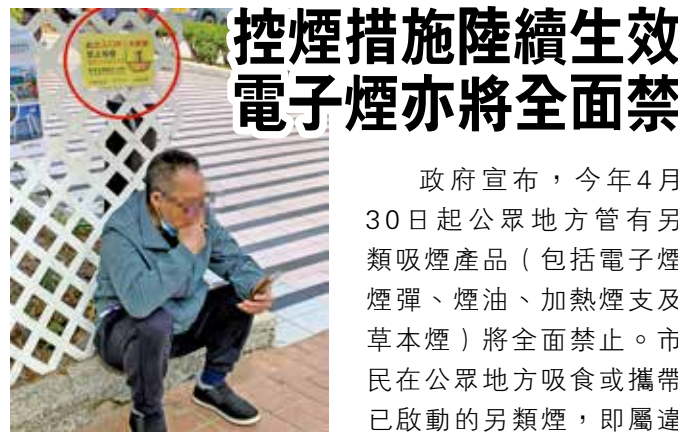 控煙措施陸續生效
電子煙亦將全面禁
政府宣布，今年4月
30日起公眾地方管有另
類吸煙產品（包括電子煙
煙彈、煙油、加熱煙支及
草本煙）將全面禁止。市
民在公眾地方吸食或攜帶
已啟動的另類煙，即屬違